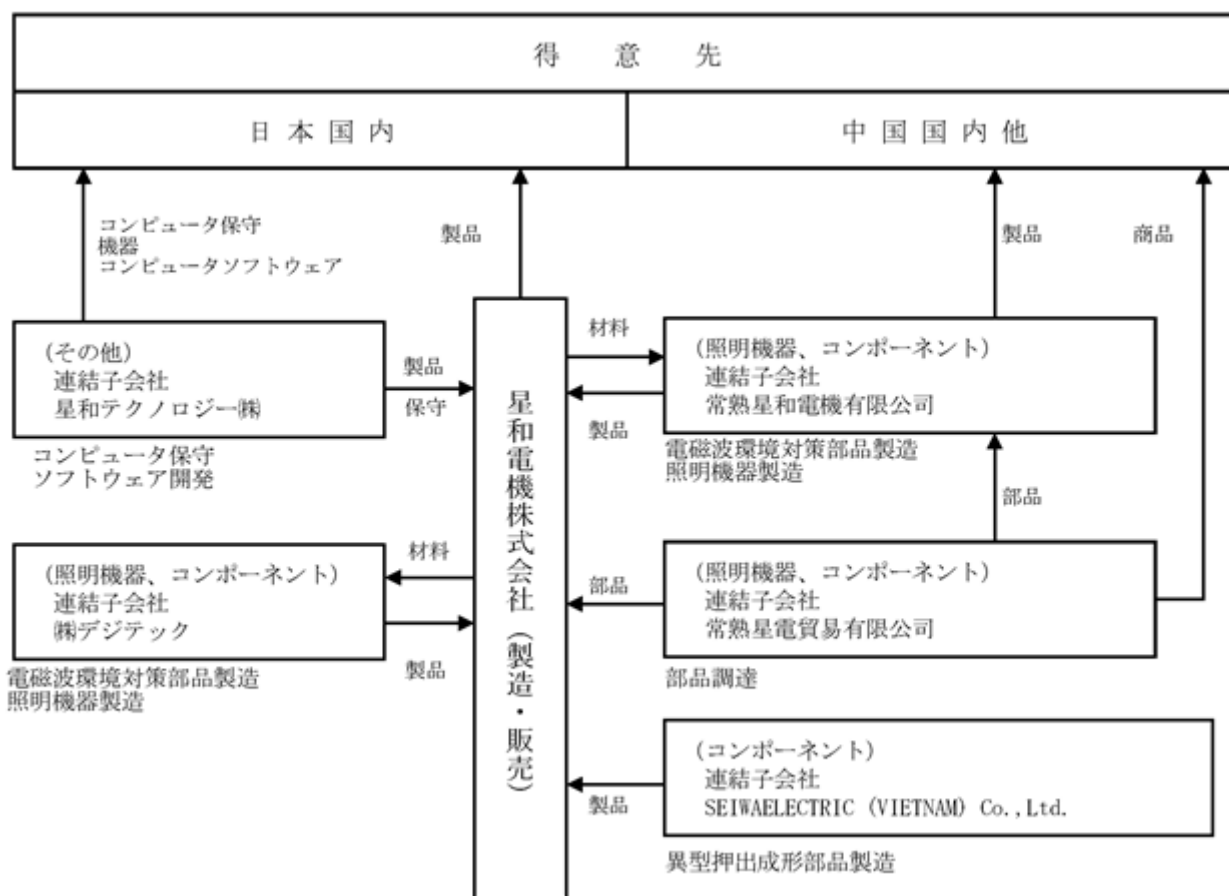 得意先
日本国内
中国国内他
コンピュータ保守
機器
コンピュータソフトウェア
製品
製品
商品
(その他)
連結子会社
星和テクノロジー㈱
コンピュータ保守
ソフトウェア開発
製品
保守
星和電機株式会社(製造・販売)
材料
製品
(照明機器、コンポーネント)
連結子会社
常熟星和電機有限公司
電磁波環境対策部品製造
照明機器製造
部品
(照明機器、コンポーネント)
連結子会社
㈱デジテック
電磁波環境対策部品製造
照明機器製造
材料
製品
部品
(照明機器、コンポーネント)
連結子会社
常熟星電貿易有限公司
部品調達
製品
(コンポーネント)
連結子会社
SEIWAELECTRIC (VIETNAM) Co.,Ltd.
異型押出成形部品製造